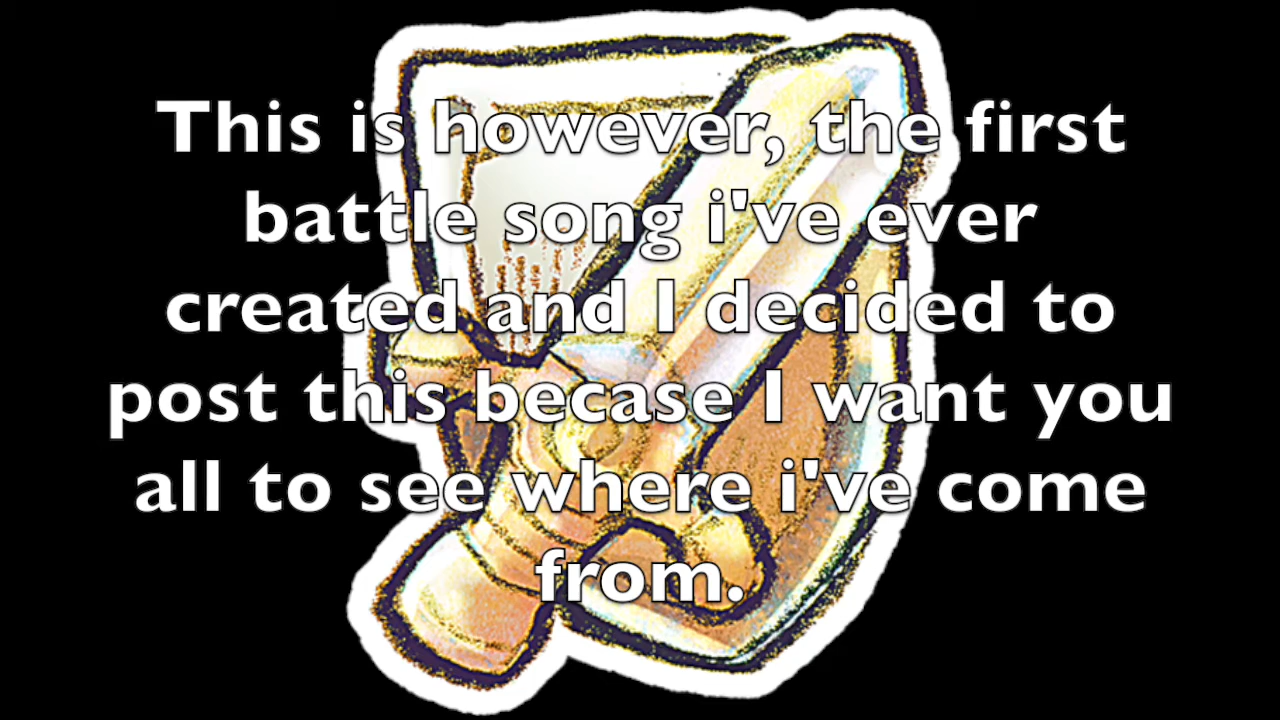 This is however, the first
battle song i've ever
created and I decided to
post this becase I want you
all to see where i've come
from.